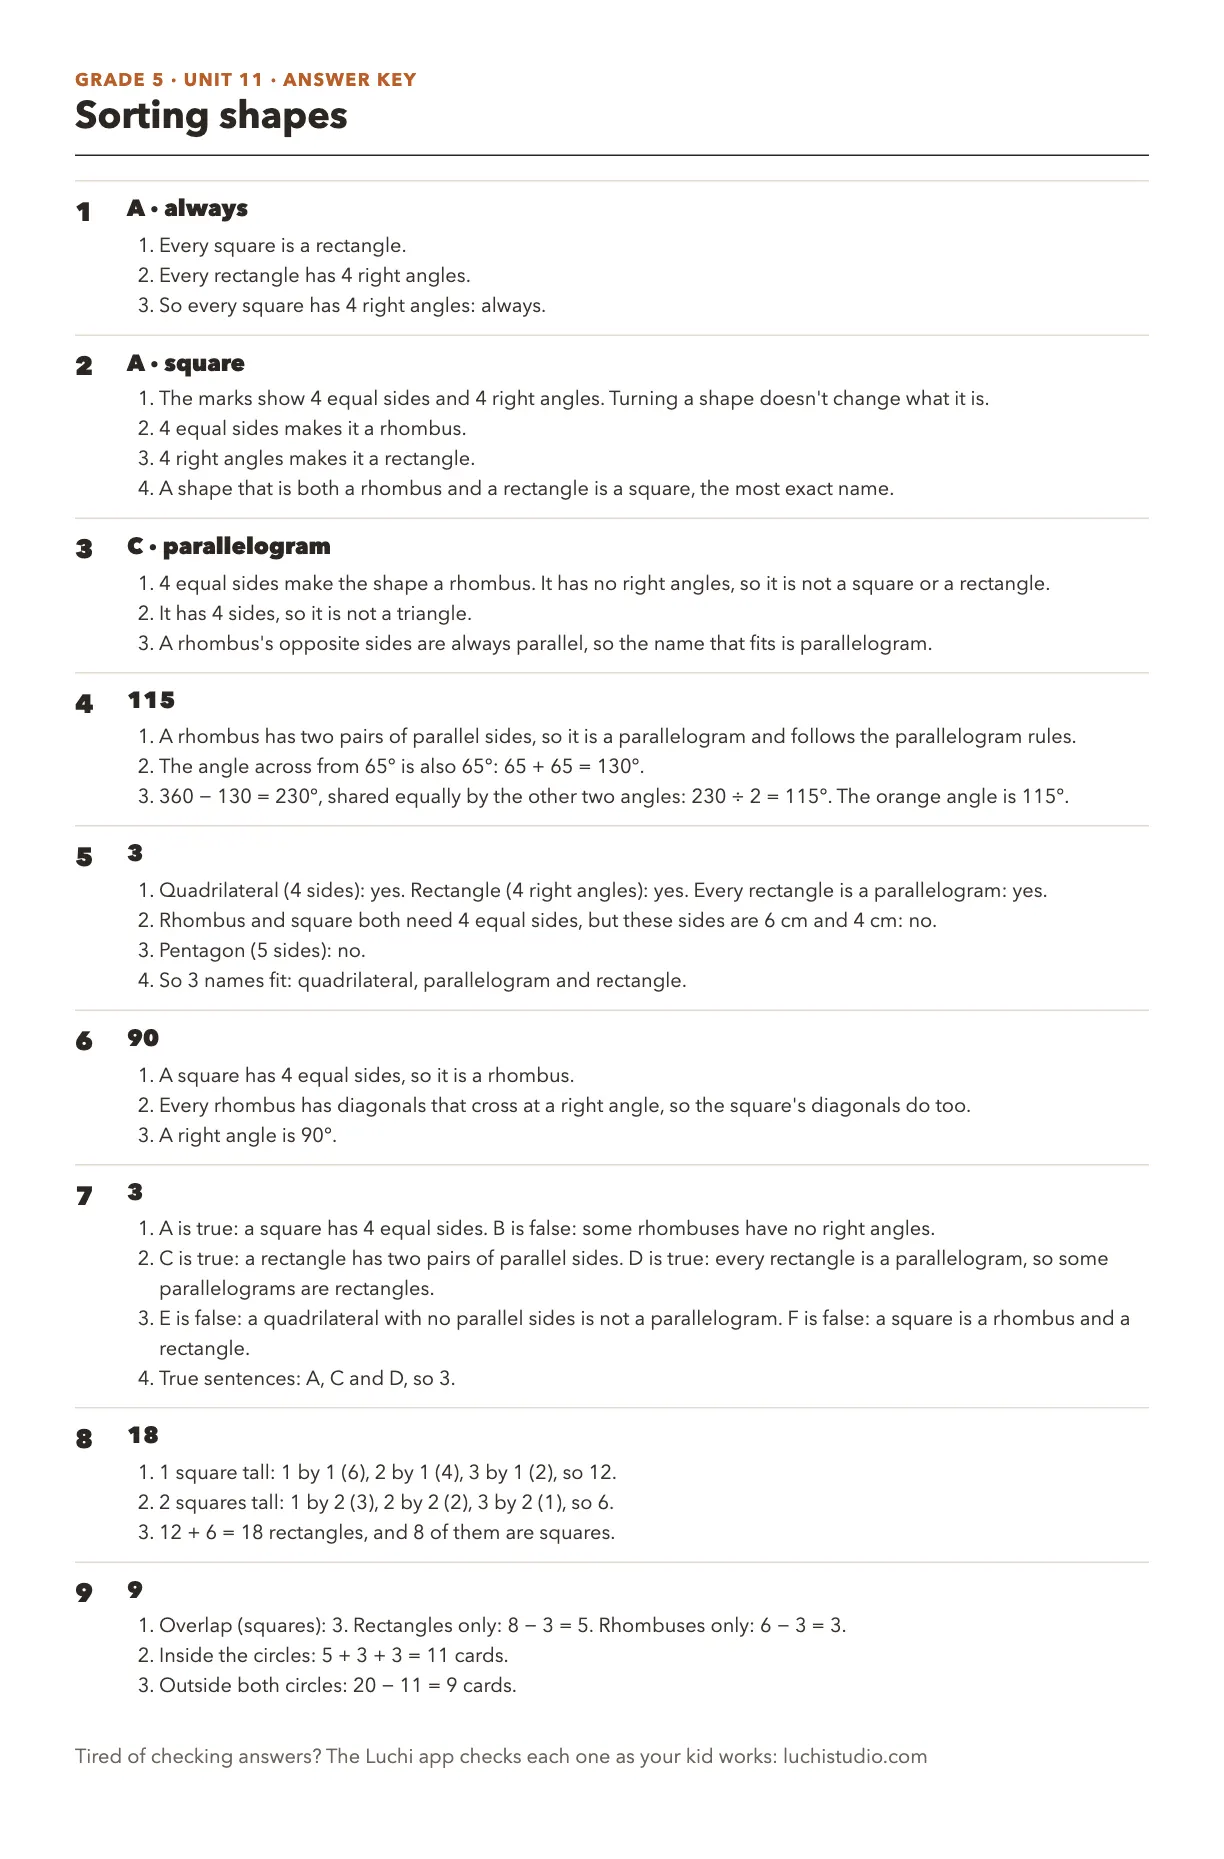 GRADE 5 · UNIT 11 · ANSWER KEY
Sorting shapes
1 A · always
1. Every square is a rectangle.
2. Every rectangle has 4 right angles.
3. So every square has 4 right angles: always.
2 A · square
1. The marks show 4 equal sides and 4 right angles. Turning a shape doesn't change what it is.
2. 4 equal sides makes it a rhombus.
3. 4 right angles makes it a rectangle.
4. A shape that is both a rhombus and a rectangle is a square, the most exact name.
3 C · parallelogram
1. 4 equal sides make the shape a rhombus. It has no right angles, so it is not a square or a rectangle.
2. It has 4 sides, so it is not a triangle.
3. A rhombus's opposite sides are always parallel, so the name that fits is parallelogram.
4 115
1. A rhombus has two pairs of parallel sides, so it is a parallelogram and follows the parallelogram rules.
2. The angle across from 65° is also 65°: 65 + 65 = 130°.
3. 360 − 130 = 230°, shared equally by the other two angles: 230 ÷ 2 = 115°. The orange angle is 115°.
5 3
1. Quadrilateral (4 sides): yes. Rectangle (4 right angles): yes. Every rectangle is a parallelogram: yes.
2. Rhombus and square both need 4 equal sides, but these sides are 6 cm and 4 cm: no.
3. Pentagon (5 sides): no.
4. So 3 names fit: quadrilateral, parallelogram and rectangle.
6 90
1. A square has 4 equal sides, so it is a rhombus.
2. Every rhombus has diagonals that cross at a right angle, so the square's diagonals do too.
3. A right angle is 90°.
7 3
1. A is true: a square has 4 equal sides. B is false: some rhombuses have no right angles.
2. C is true: a rectangle has two pairs of parallel sides. D is true: every rectangle is a parallelogram, so some
parallelograms are rectangles.
3. E is false: a quadrilateral with no parallel sides is not a parallelogram. F is false: a square is a rhombus and a
rectangle.
4. True sentences: A, C and D, so 3.
8 18
1. 1 square tall: 1 by 1 (6), 2 by 1 (4), 3 by 1 (2), so 12.
2. 2 squares tall: 1 by 2 (3), 2 by 2 (2), 3 by 2 (1), so 6.
3. 12 + 6 = 18 rectangles, and 8 of them are squares.
9 9
1. Overlap (squares): 3. Rectangles only: 8 − 3 = 5. Rhombuses only: 6 − 3 = 3.
2. Inside the circles: 5 + 3 + 3 = 11 cards.
3. Outside both circles: 20 − 11 = 9 cards.
Tired of checking answers? The Luchi app checks each one as your kid works: luchistudio.com